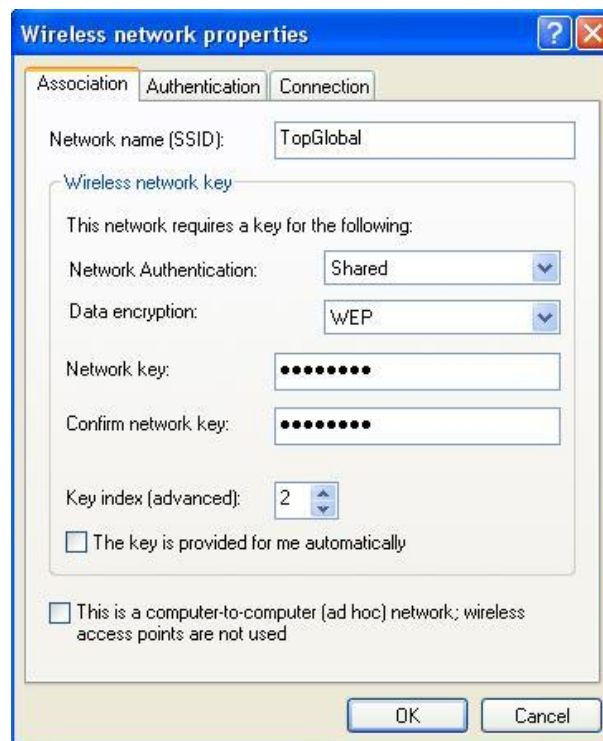 Wireless network properties
Association Authentication Connection
Network name (SSID): TopGlobal
Wireless network key
This network requires a key for the following:
Network Authentication: Shared
Data encryption: WEP
Network key: ••••••••
Confirm network key: ••••••••
Key index (advanced): 2
The key is provided for me automatically
This is a computer-to-computer (ad hoc) network; wireless
access points are not used
OK Cancel